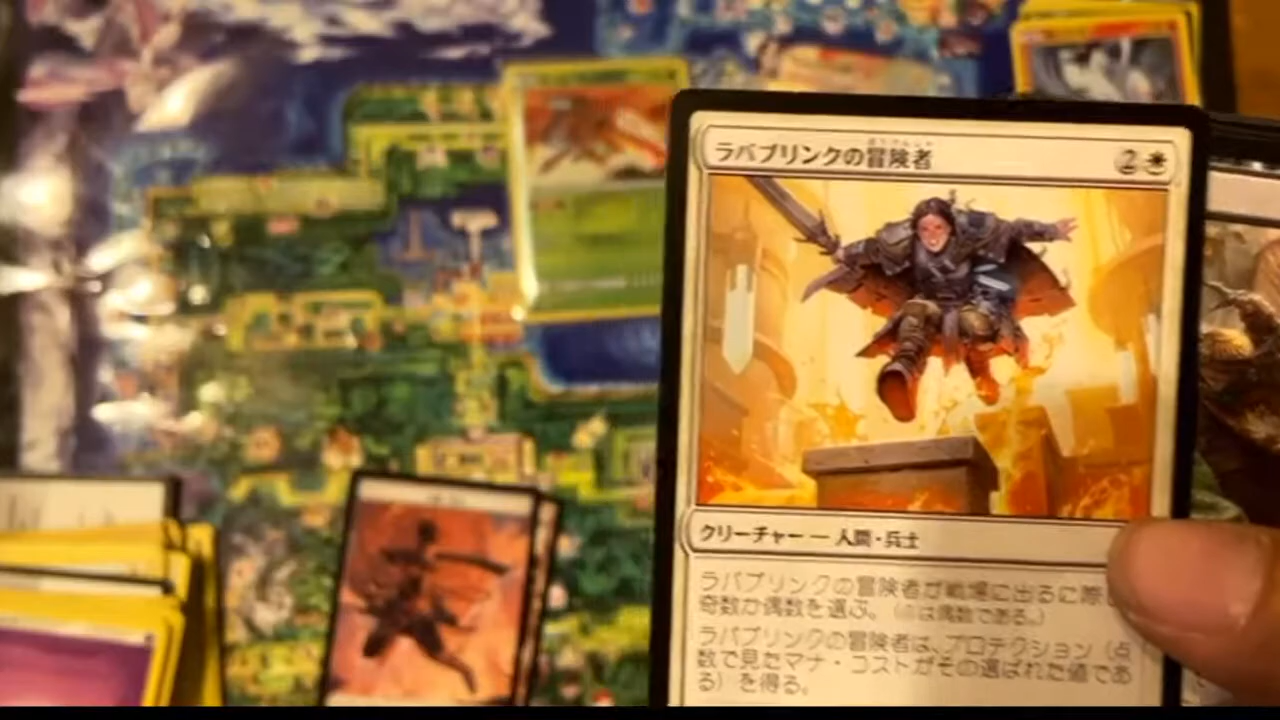 ラバブリンクの冒険者
2
クリーチャー — 人間・兵士
ラバブリンクの冒険者が戦場に出るに際し
奇数か偶数を選ぶ。(0は偶数である。)
ラバブリンクの冒険者は、プロテクション（点
数で見たマナ・コストがその選ばれた値であ
る）を得る。